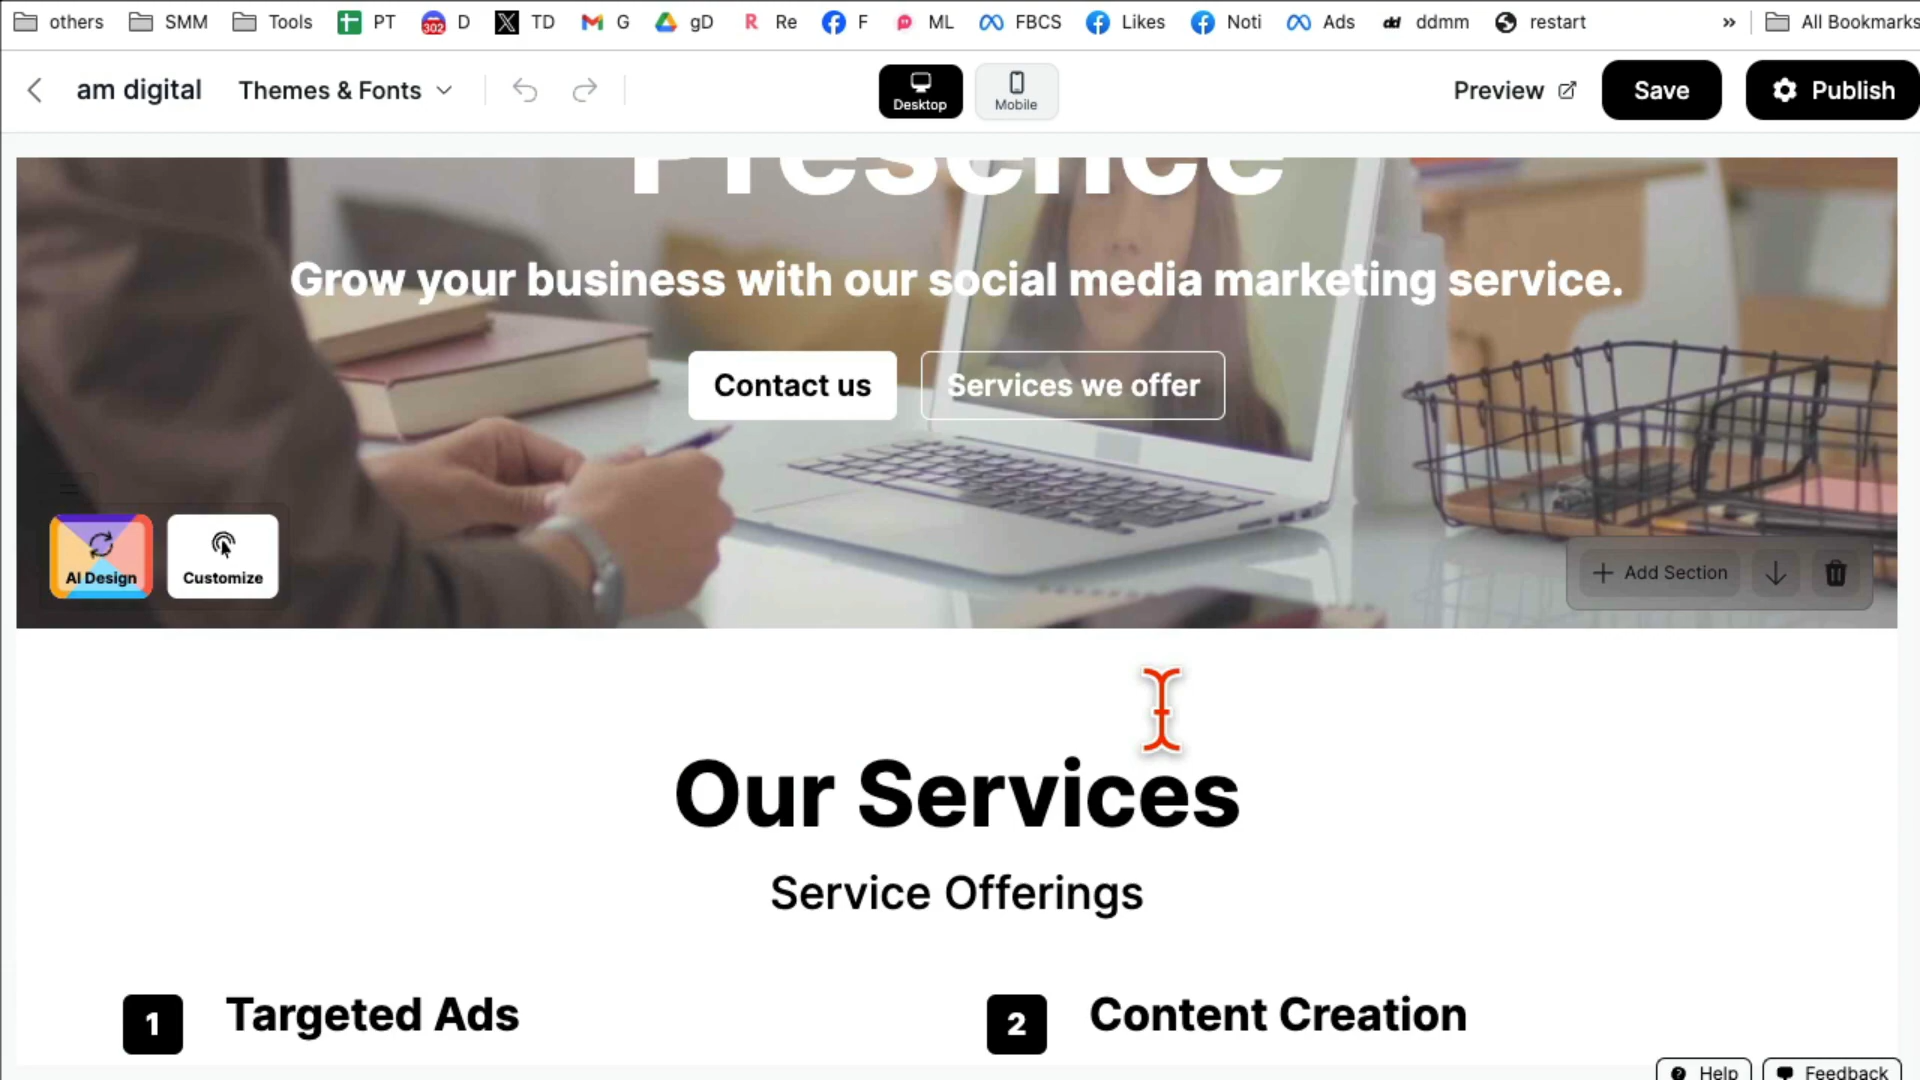 others SMM Tools PT D TD G gD Re F ML FBCS Likes Noti Ads ddmm restart » All Bookmarks
am digital Themes & Fonts Desktop Mobile Preview Save Publish
Presence
Grow your business with our social media marketing service.
Contact us Services we offer
AI Design Customize + Add Section
Our Services
Service Offerings
1 Targeted Ads 2 Content Creation
Help Feedback